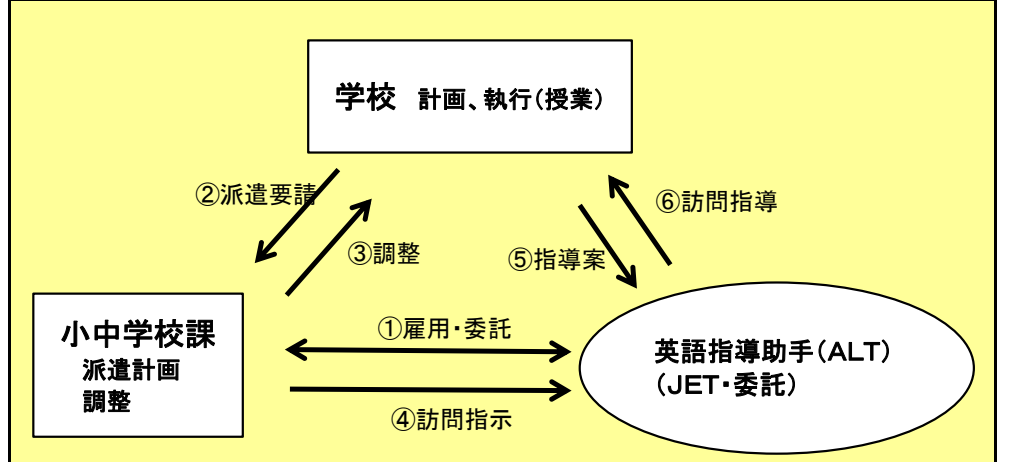 学校　計画、執行（授業）
②派遣要請
⑥訪問指導
③調整
⑤指導案
小中学校課
派遣計画
調整
①雇用・委託
英語指導助手（ALT）
（JET・委託）
④訪問指示